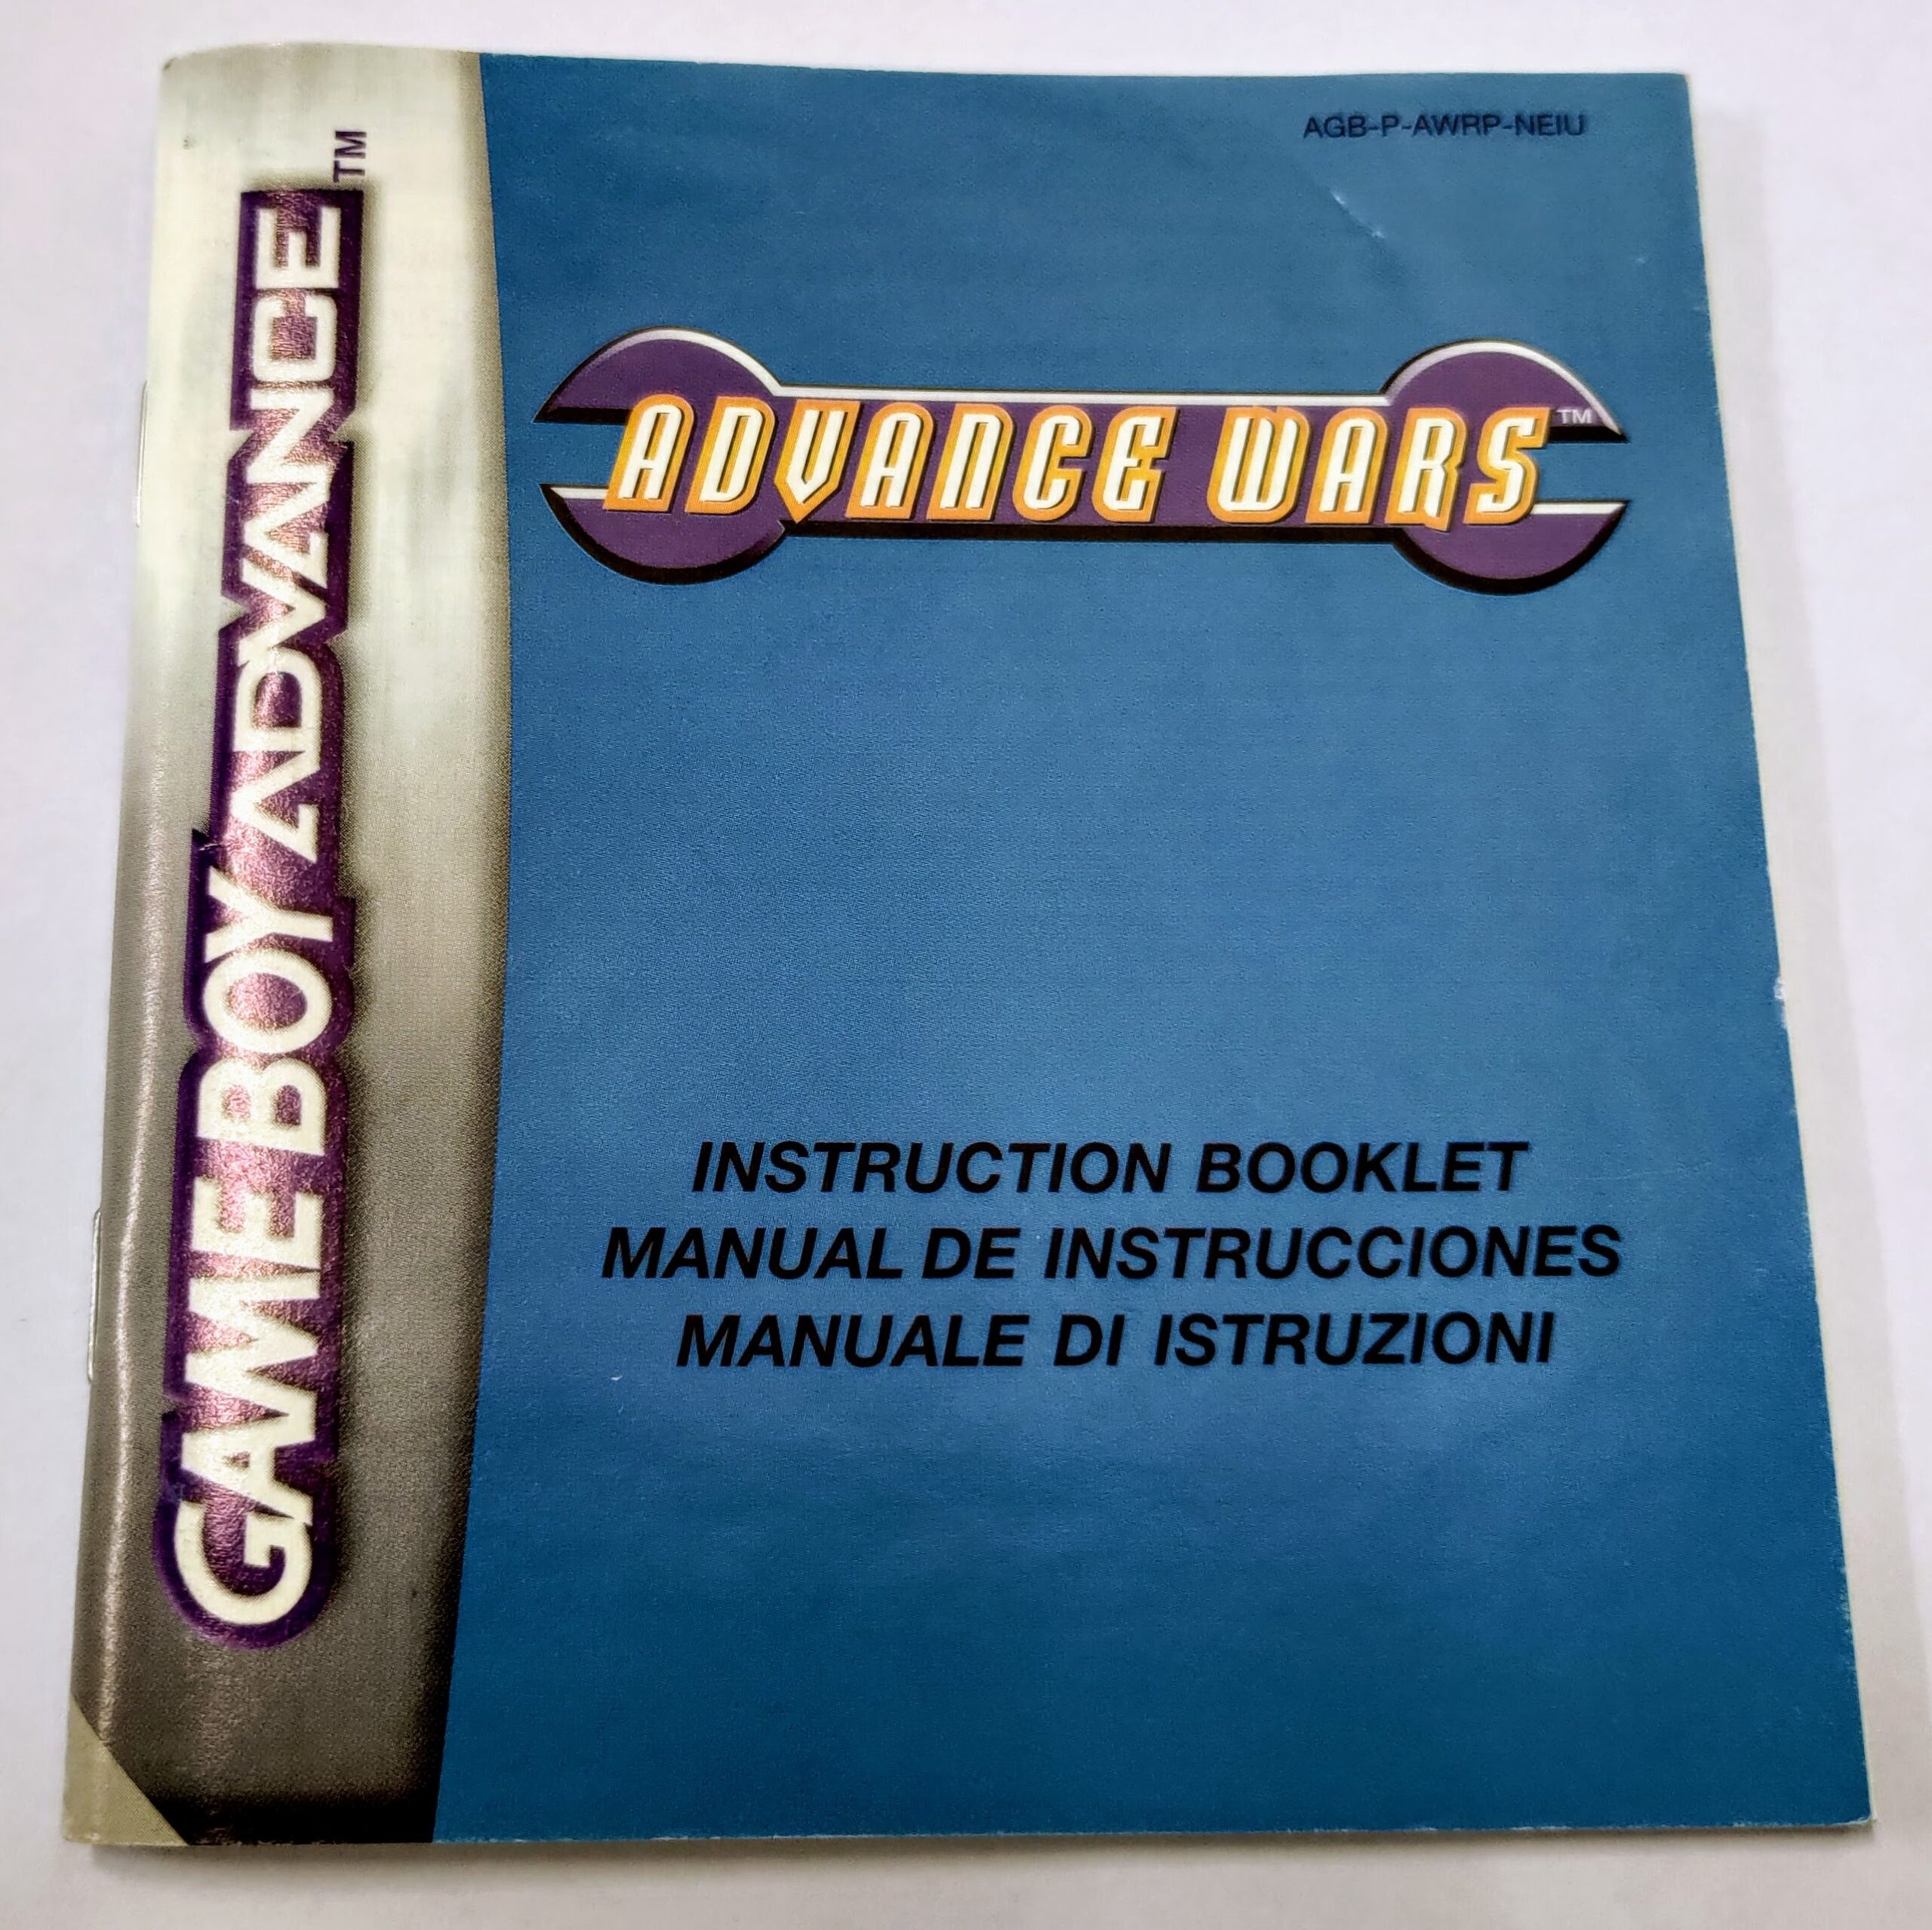 GAME BOY ADVANCE™
AGB-P-AWRP-NEIU
ADVANCE WARS™
INSTRUCTION BOOKLET
MANUAL DE INSTRUCCIONES
MANUALE DI ISTRUZIONI